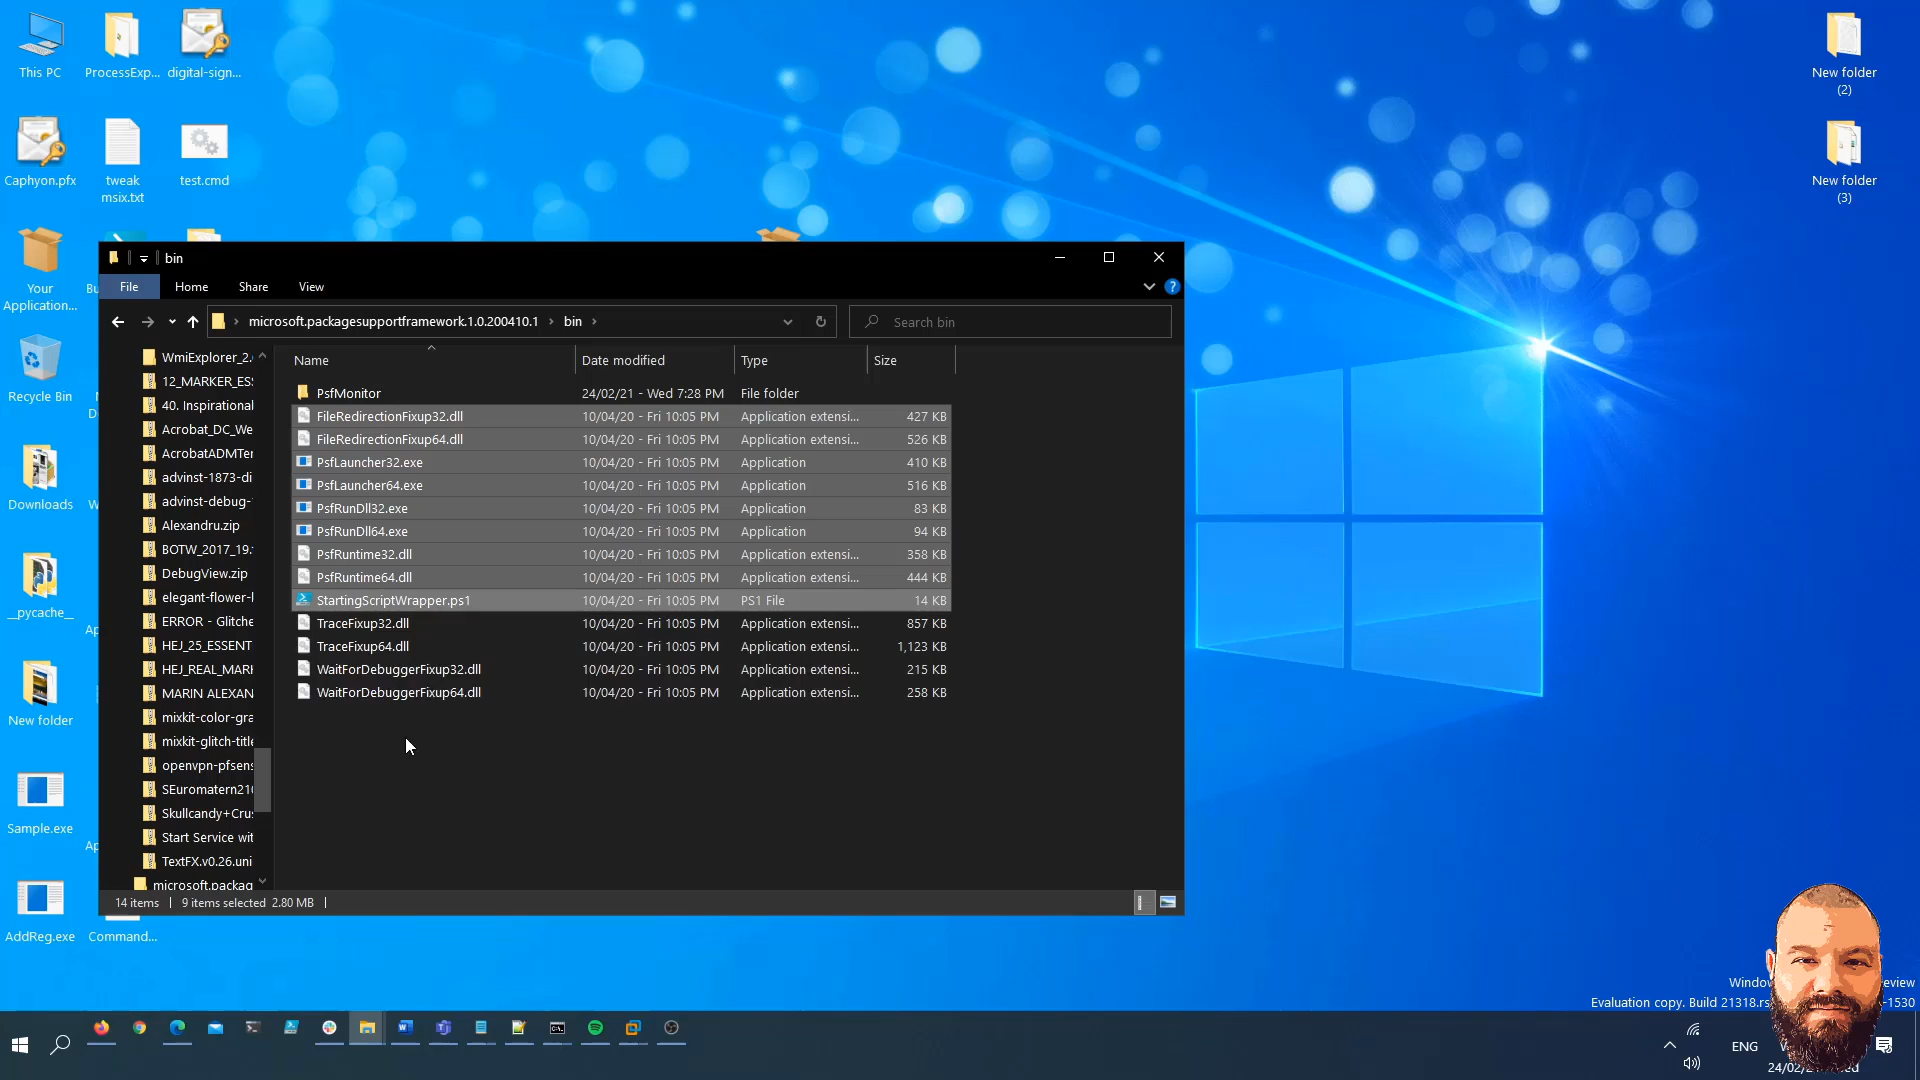 This PC
ProcessExp...
digital-sign...
New folder
(2)
Caphyon.pfx
tweak
msix.txt
test.cmd
New folder
(3)
Your
Application...
Recycle Bin
Downloads
__pycache__
New folder
Sample.exe
AddReg.exe
Command...
bin
File
Home
Share
View
microsoft.packagesupportframework.1.0.200410.1 > bin >
Search bin
WmiExplorer_2.
12_MARKER_ES
40. Inspirational
Acrobat_DC_We
AcrobatADMTe
advinst-1873-di
advinst-debug-
Alexandru.zip
BOTW_2017_19.
DebugView.zip
elegant-flower-
ERROR - Glitche
HEJ_25_ESSENT
HEJ_REAL_MAR
MARIN ALEXAN
mixkit-color-gra
mixkit-glitch-title
openvpn-pfsens
SEuromatern21
Skullcandy+Cru
Start Service wit
TextFX.v0.26.uni
microsoft.packag
Name Date modified Type Size
PsfMonitor 24/02/21 - Wed 7:28 PM File folder
FileRedirectionFixup32.dll 10/04/20 - Fri 10:05 PM Application extensi... 427 KB
FileRedirectionFixup64.dll 10/04/20 - Fri 10:05 PM Application extensi... 526 KB
PsfLauncher32.exe 10/04/20 - Fri 10:05 PM Application 410 KB
PsfLauncher64.exe 10/04/20 - Fri 10:05 PM Application 516 KB
PsfRunDll32.exe 10/04/20 - Fri 10:05 PM Application 83 KB
PsfRunDll64.exe 10/04/20 - Fri 10:05 PM Application 94 KB
PsfRuntime32.dll 10/04/20 - Fri 10:05 PM Application extensi... 358 KB
PsfRuntime64.dll 10/04/20 - Fri 10:05 PM Application extensi... 444 KB
StartingScriptWrapper.ps1 10/04/20 - Fri 10:05 PM PS1 File 14 KB
TraceFixup32.dll 10/04/20 - Fri 10:05 PM Application extensi... 857 KB
TraceFixup64.dll 10/04/20 - Fri 10:05 PM Application extensi... 1,123 KB
WaitForDebuggerFixup32.dll 10/04/20 - Fri 10:05 PM Application extensi... 215 KB
WaitForDebuggerFixup64.dll 10/04/20 - Fri 10:05 PM Application extensi... 258 KB
14 items | 9 items selected 2.80 MB |
Evaluation copy. Build 21318.rs
-1530
ENG